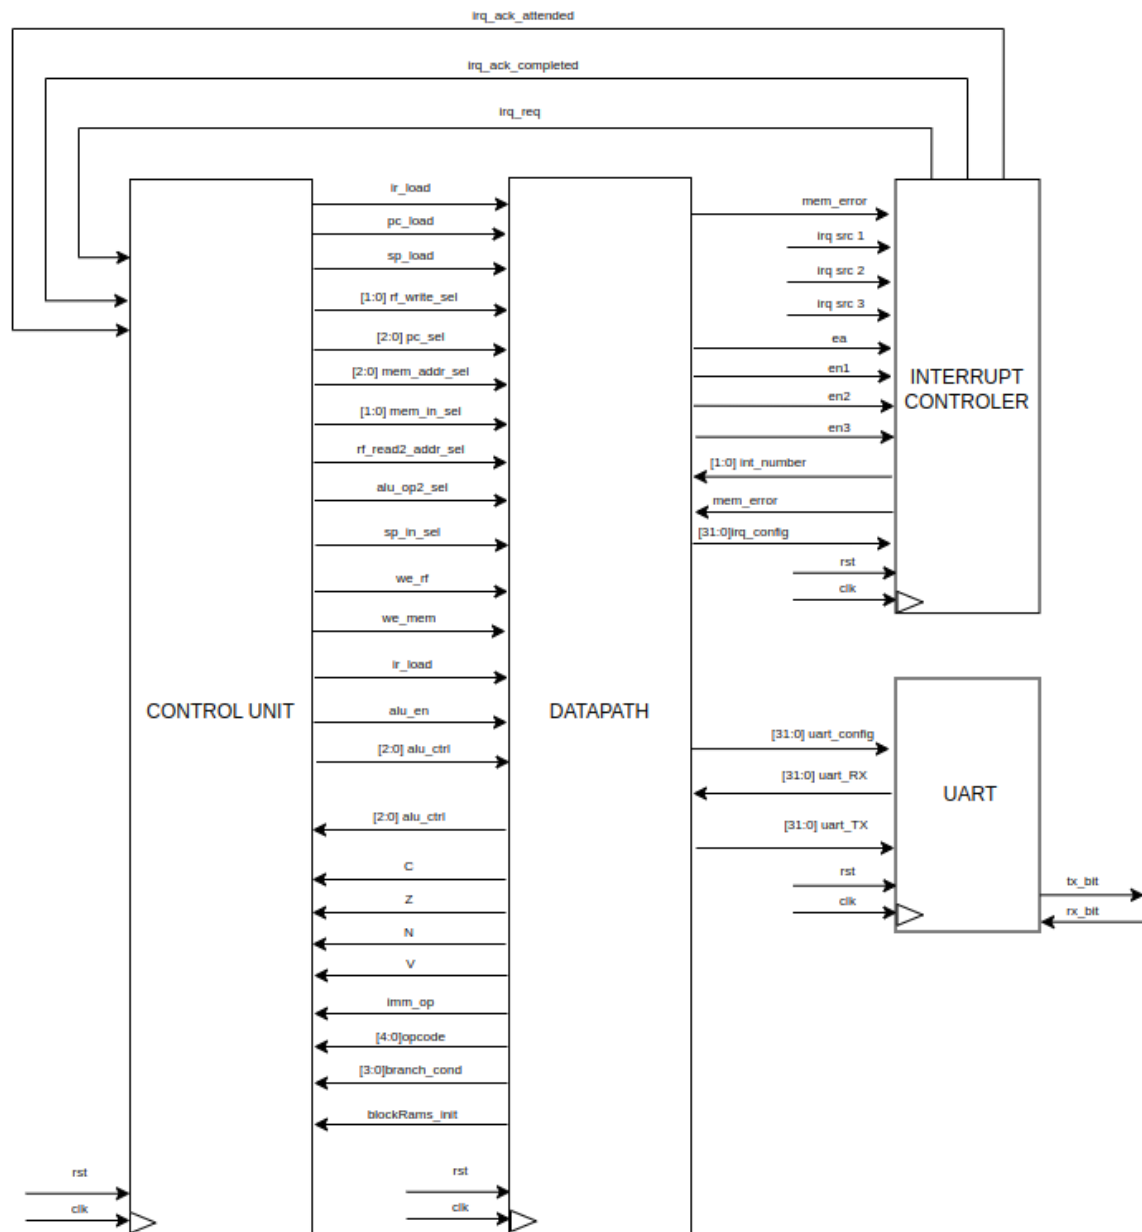 irq_ack_attended
irq_ack_completed
irq_req
ir_load
pc_load
sp_load
[1:0] rf_write_sel
[2:0] pc_sel
[2:0] mem_addr_sel
[1:0] mem_in_sel
rf_read2_addr_sel
alu_op2_sel
sp_in_sel
we_rf
we_mem
ir_load
alu_en
[2:0] alu_ctrl
[2:0] alu_ctrl
C
Z
N
V
imm_op
[4:0]opcode
[3:0]branch_cond
blockRams_init
CONTROL UNIT
rst
clk
DATAPATH
rst
clk
mem_error
irq src 1
irq src 2
irq src 3
ea
en1
en2
en3
[1:0] int_number
mem_error
[31:0]irq_config
rst
clk
INTERRUPT
CONTROLER
[31:0] uart_config
[31:0] uart_RX
[31:0] uart_TX
rst
clk
UART
tx_bit
rx_bit